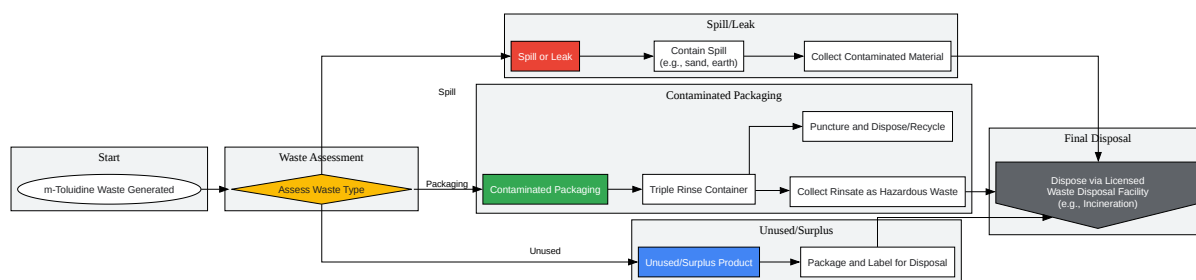 Spill/Leak
Spill or Leak
Contain Spill
(e.g., sand, earth)
Collect Contaminated Material
Spill
Contaminated Packaging
Puncture and Dispose/Recycle
Start
m-Toluidine Waste Generated
Waste Assessment
Assess Waste Type
Packaging
Contaminated Packaging
Triple Rinse Container
Collect Rinsate as Hazardous Waste
Final Disposal
Dispose via Licensed
Waste Disposal Facility
(e.g., Incineration)
Unused/Surplus
Unused
Unused/Surplus Product
Package and Label for Disposal